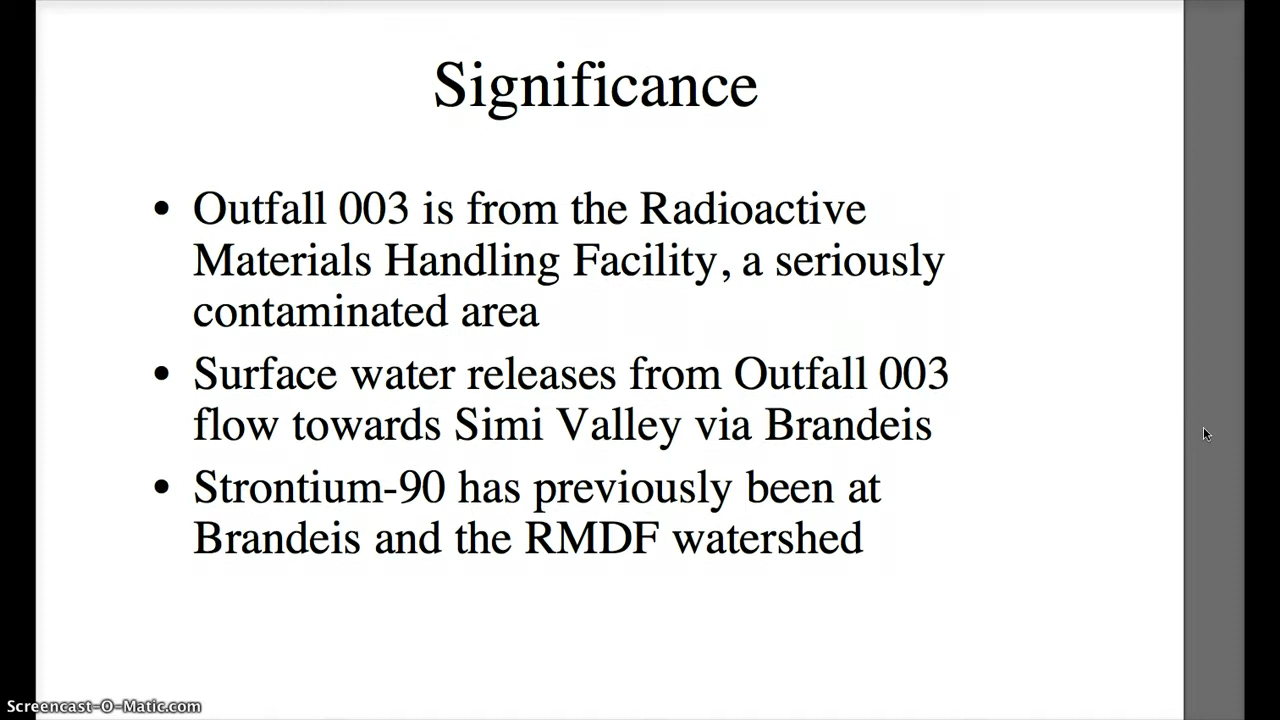 Significance
• Outfall 003 is from the Radioactive
Materials Handling Facility, a seriously
contaminated area
• Surface water releases from Outfall 003
flow towards Simi Valley via Brandeis
• Strontium-90 has previously been at
Brandeis and the RMDF watershed
Screencast-O-Matic.com